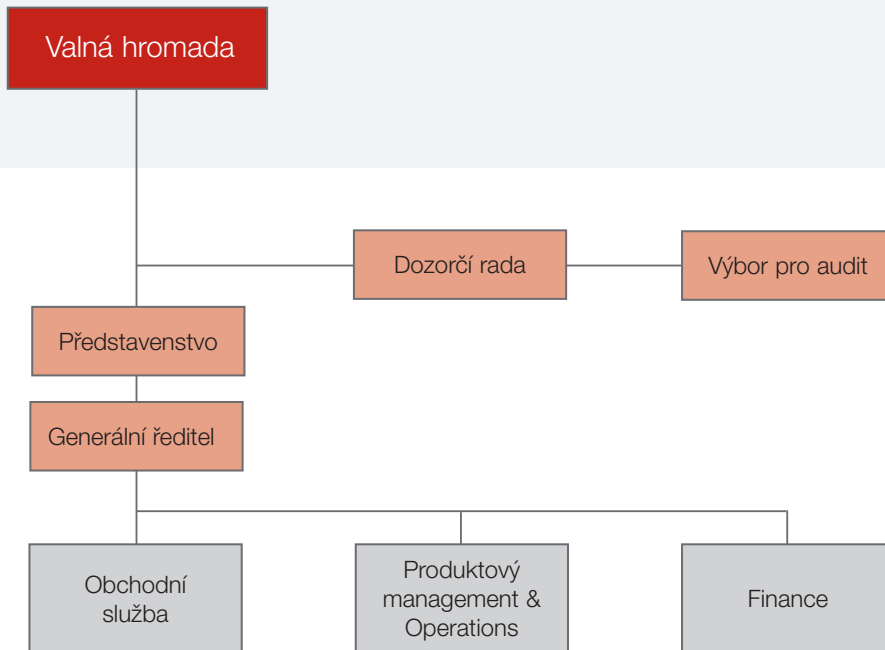 Valná hromada
Dozorčí rada
Výbor pro audit
Představenstvo
Generální ředitel
Obchodní
služba
Produktový
management &
Operations
Finance